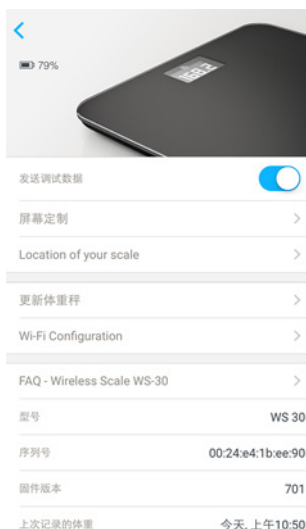 79%
发送调试数据
屏幕定制
Location of your scale
更新体重秤
Wi-Fi Configuration
FAQ - Wireless Scale WS-30
型号 WS 30
序列号 00:24:e4:1b:ee:90
固件版本 701
上次记录的体重 今天, 上午10:50